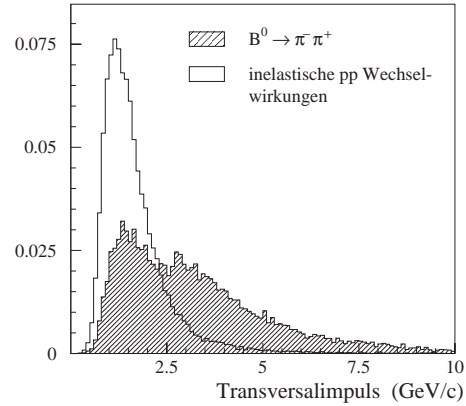 0.075
B⁰ → π⁻ π⁺
inelastische pp Wechsel-
wirkungen
0.05
0.025
0
2.5 5 7.5 10
Transversalimpuls (GeV/c)